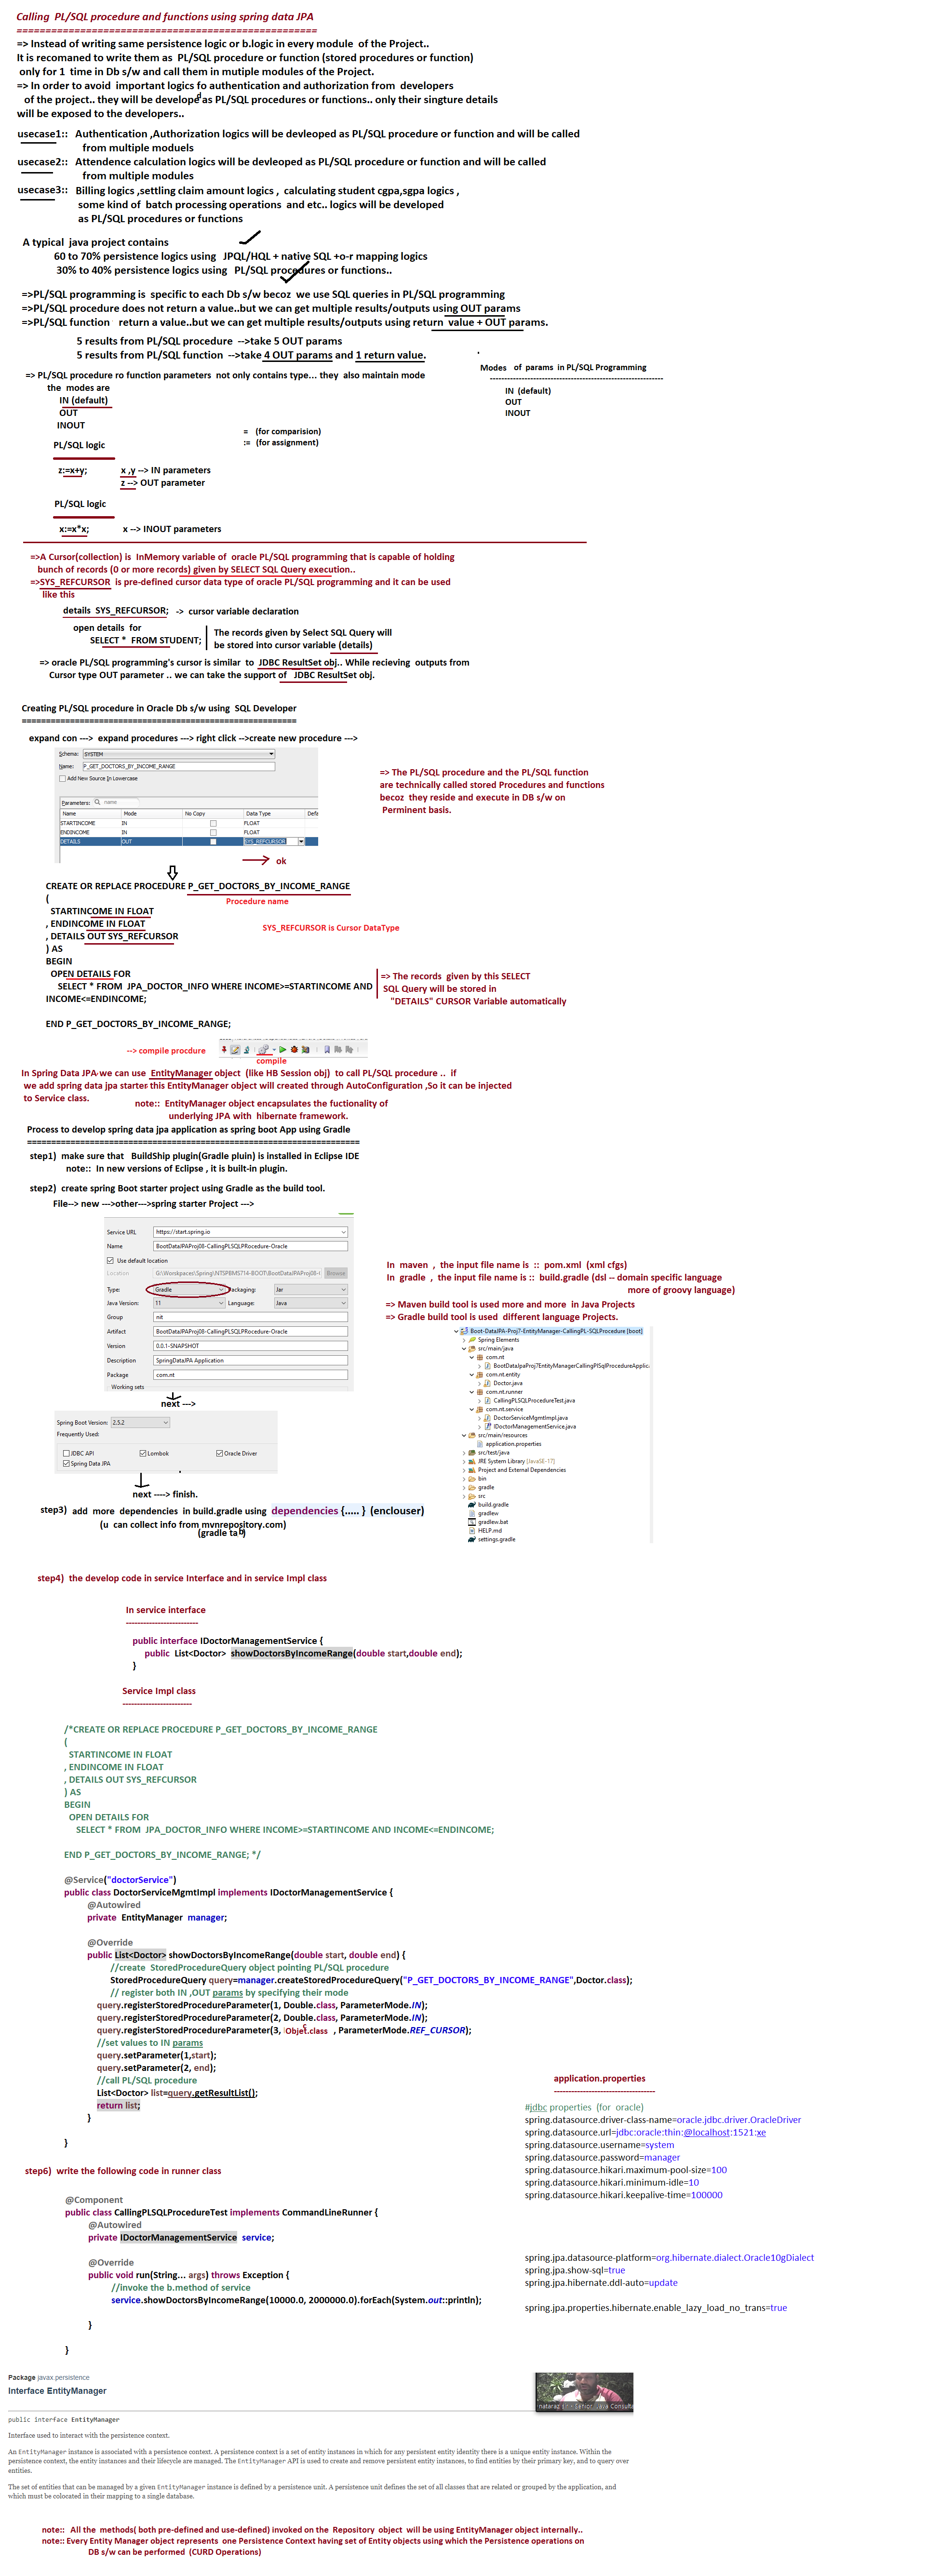 Calling PL/SQL procedure and functions using spring data JPA
====================================================
=> Instead of writing same persistence logic or b.logic in every module of the Project..
It is recomaned to write them as PL/SQL procedure or function (stored procedures or function)
only for 1 time in Db s/w and call them in mutiple modules of the Project.
=> In order to avoid important logics fo authentication and authorization from developers
of the project.. they will be developed as PL/SQL procedures or functions.. only their singture details
will be exposed to the developers..
usecase1:: Authentication ,Authorization logics will be devleoped as PL/SQL procedure or function and will be called
from multiple moduels
usecase2:: Attendence calculation logics will be devleoped as PL/SQL procedure or function and will be called
from multiple modules
usecase3:: Billing logics ,settling claim amount logics , calculating student cgpa,sgpa logics ,
some kind of batch processing operations and etc.. logics will be developed
as PL/SQL procedures or functions
A typical java project contains
60 to 70% persistence logics using JPQL/HQL + native SQL +o-r mapping logics
30% to 40% persistence logics using PL/SQL procedures or functions..
=>PL/SQL programming is specific to each Db s/w becoz we use SQL queries in PL/SQL programming
=>PL/SQL procedure does not return a value..but we can get multiple results/outputs using OUT params
=>PL/SQL function return a value..but we can get multiple results/outputs using return value + OUT params.
5 results from PL/SQL procedure -->take 5 OUT params
5 results from PL/SQL function -->take 4 OUT params and 1 return value.
=> PL/SQL procedure ro function parameters not only contains type... they also maintain mode
the modes are
IN (default)
OUT
INOUT
Modes of params in PL/SQL Programming
------------------------------------------------------------
IN (default)
OUT
INOUT
= (for comparision)
:= (for assignment)
PL/SQL logic
z:=x+y; x ,y --> IN parameters
z --> OUT parameter
PL/SQL logic
x:=x*x; x --> INOUT parameters
=>A Cursor(collection) is InMemory variable of oracle PL/SQL programming that is capable of holding
bunch of records (0 or more records) given by SELECT SQL Query execution..
=>SYS_REFCURSOR is pre-defined cursor data type of oracle PL/SQL programming and it can be used
like this
details SYS_REFCURSOR; -> cursor variable declaration
open details for
SELECT * FROM STUDENT;
The records given by Select SQL Query will
be stored into cursor variable (details)
=> oracle PL/SQL programming's cursor is similar to JDBC ResultSet obj.. While recieving outputs from
Cursor type OUT parameter .. we can take the support of JDBC ResultSet obj.
Creating PL/SQL procedure in Oracle Db s/w using SQL Developer
=========================================================
expand con ---> expand procedures ---> right click -->create new procedure --->
Schema: SYSTEM
Name: P_GET_DOCTORS_BY_INCOME_RANGE
Add New Source In Lowercase
Parameters: name
Name Mode No Copy Data Type Defa
STARTINCOME IN FLOAT
ENDINCOME IN FLOAT
DETAILS OUT SYS_REFCURSOR
ok
=> The PL/SQL procedure and the PL/SQL function
are technically called stored Procedures and functions
becoz they reside and execute in DB s/w on
Perminent basis.
CREATE OR REPLACE PROCEDURE P_GET_DOCTORS_BY_INCOME_RANGE
(
Procedure name
STARTINCOME IN FLOAT
, ENDINCOME IN FLOAT
, DETAILS OUT SYS_REFCURSOR
SYS_REFCURSOR is Cursor DataType
) AS
BEGIN
OPEN DETAILS FOR
SELECT * FROM JPA_DOCTOR_INFO WHERE INCOME>=STARTINCOME AND
INCOME<=ENDINCOME;
=> The records given by this SELECT
SQL Query will be stored in
"DETAILS" CURSOR Variable automatically
END P_GET_DOCTORS_BY_INCOME_RANGE;
--> compile procdure
compile
In Spring Data JPA we can use EntityManager object (like HB Session obj) to call PL/SQL procedure .. if
we add spring data jpa starter this EntityManager object will created through AutoConfiguration ,So it can be injected
to Service class.
note:: EntityManager object encapsulates the fuctionality of
underlying JPA with hibernate framework.
Process to develop spring data jpa application as spring boot App using Gradle
=====================================================================
step1) make sure that BuildShip plugin(Gradle pluin) is installed in Eclipse IDE
note:: In new versions of Eclipse , it is built-in plugin.
step2) create spring Boot starter project using Gradle as the build tool.
File--> new --->other--->spring starter Project --->
Service URL https://start.spring.io
Name BootDataJPAProj08-CallingPLSQLPRocedure-Oracle
Use default location
Location G:\Worskpaces\Spring\NTSPBMS714-BOOT\BootDataJPAProj08-( Browse
Type: Gradle Packaging: Jar
Java Version: 11 Language: Java
Group nit
Artifact BootDataJPAProj08-CallingPLSQLPRocedure-Oracle
Version 0.0.1-SNAPSHOT
Description SpringDataJPA Application
Package com.nt
Working sets
next --->
In maven , the input file name is :: pom.xml (xml cfgs)
In gradle , the input file name is :: build.gradle (dsl -- domain specific language
more of groovy language)
=> Maven build tool is used more and more in Java Projects
=> Gradle build tool is used different language Projects.
Boot-DataJPA-Proj7-EntityManager-CallingPL-SQLProcedure [boot]
Spring Elements
src/main/java
com.nt
BootDataJpaProj7EntityManagerCallingPlSqlProcedureApplic
com.nt.entity
Doctor.java
com.nt.runner
CallingPLSQLProcedureTest.java
com.nt.service
DoctorServiceMgmtImpl.java
IDoctorManagementService.java
src/main/resources
application.properties
src/test/java
JRE System Library [JavaSE-17]
Project and External Dependencies
bin
gradle
src
build.gradle
gradlew
gradlew.bat
HELP.md
settings.gradle
Spring Boot Version: 2.5.2
Frequently Used:
JDBC API Lombok Oracle Driver
Spring Data JPA
next ----> finish.
step3) add more dependencies in build.gradle using dependencies {..... } (enclouser)
(u can collect info from mvnrepository.com)
(gradle tab)
step4) the develop code in service Interface and in service Impl class
In service interface
-------------------------
public interface IDoctorManagementService {
public List<Doctor> showDoctorsByIncomeRange(double start,double end);
}
Service Impl class
------------------------
/*CREATE OR REPLACE PROCEDURE P_GET_DOCTORS_BY_INCOME_RANGE
(
STARTINCOME IN FLOAT
, ENDINCOME IN FLOAT
, DETAILS OUT SYS_REFCURSOR
) AS
BEGIN
OPEN DETAILS FOR
SELECT * FROM JPA_DOCTOR_INFO WHERE INCOME>=STARTINCOME AND INCOME<=ENDINCOME;
END P_GET_DOCTORS_BY_INCOME_RANGE; */
@Service("doctorService")
public class DoctorServiceMgmtImpl implements IDoctorManagementService {
@Autowired
private EntityManager manager;
@Override
public List<Doctor> showDoctorsByIncomeRange(double start, double end) {
//create StoredProcedureQuery object pointing PL/SQL procedure
StoredProcedureQuery query=manager.createStoredProcedureQuery("P_GET_DOCTORS_BY_INCOME_RANGE",Doctor.class);
// register both IN ,OUT params by specifying their mode
query.registerStoredProcedureParameter(1, Double.class, ParameterMode.IN);
query.registerStoredProcedureParameter(2, Double.class, ParameterMode.IN);
query.registerStoredProcedureParameter(3, Object.class , ParameterMode.REF_CURSOR);
//set values to IN params
query.setParameter(1,start);
query.setParameter(2, end);
//call PL/SQL procedure
List<Doctor> list=query.getResultList();
return list;
}
}
application.properties
-----------------------------------
#jdbc properties (for oracle)
spring.datasource.driver-class-name=oracle.jdbc.driver.OracleDriver
spring.datasource.url=jdbc:oracle:thin:@localhost:1521:xe
spring.datasource.username=system
spring.datasource.password=manager
spring.datasource.hikari.maximum-pool-size=100
spring.datasource.hikari.minimum-idle=10
spring.datasource.hikari.keepalive-time=100000
spring.jpa.datasource-platform=org.hibernate.dialect.Oracle10gDialect
spring.jpa.show-sql=true
spring.jpa.hibernate.ddl-auto=update
spring.jpa.properties.hibernate.enable_lazy_load_no_trans=true
step6) write the following code in runner class
@Component
public class CallingPLSQLProcedureTest implements CommandLineRunner {
@Autowired
private IDoctorManagementService service;
@Override
public void run(String... args) throws Exception {
//invoke the b.method of service
service.showDoctorsByIncomeRange(10000.0, 2000000.0).forEach(System.out::println);
}
}
Package javax.persistence
Interface EntityManager
public interface EntityManager
Interface used to interact with the persistence context.
An EntityManager instance is associated with a persistence context. A persistence context is a set of entity instances in which for any persistent entity identity there is a unique entity instance. Within the
persistence context, the entity instances and their lifecycle are managed. The EntityManager API is used to create and remove persistent entity instances, to find entities by their primary key, and to query over
entities.
The set of entities that can be managed by a given EntityManager instance is defined by a persistence unit. A persistence unit defines the set of all classes that are related or grouped by the application, and
which must be colocated in their mapping to a single database.
note:: All the methods( both pre-defined and use-defined) invoked on the Repository object will be using EntityManager object internally..
note:: Every Entity Manager object represents one Persistence Context having set of Entity objects using which the Persistence operations on
DB s/w can be performed (CURD Operations)